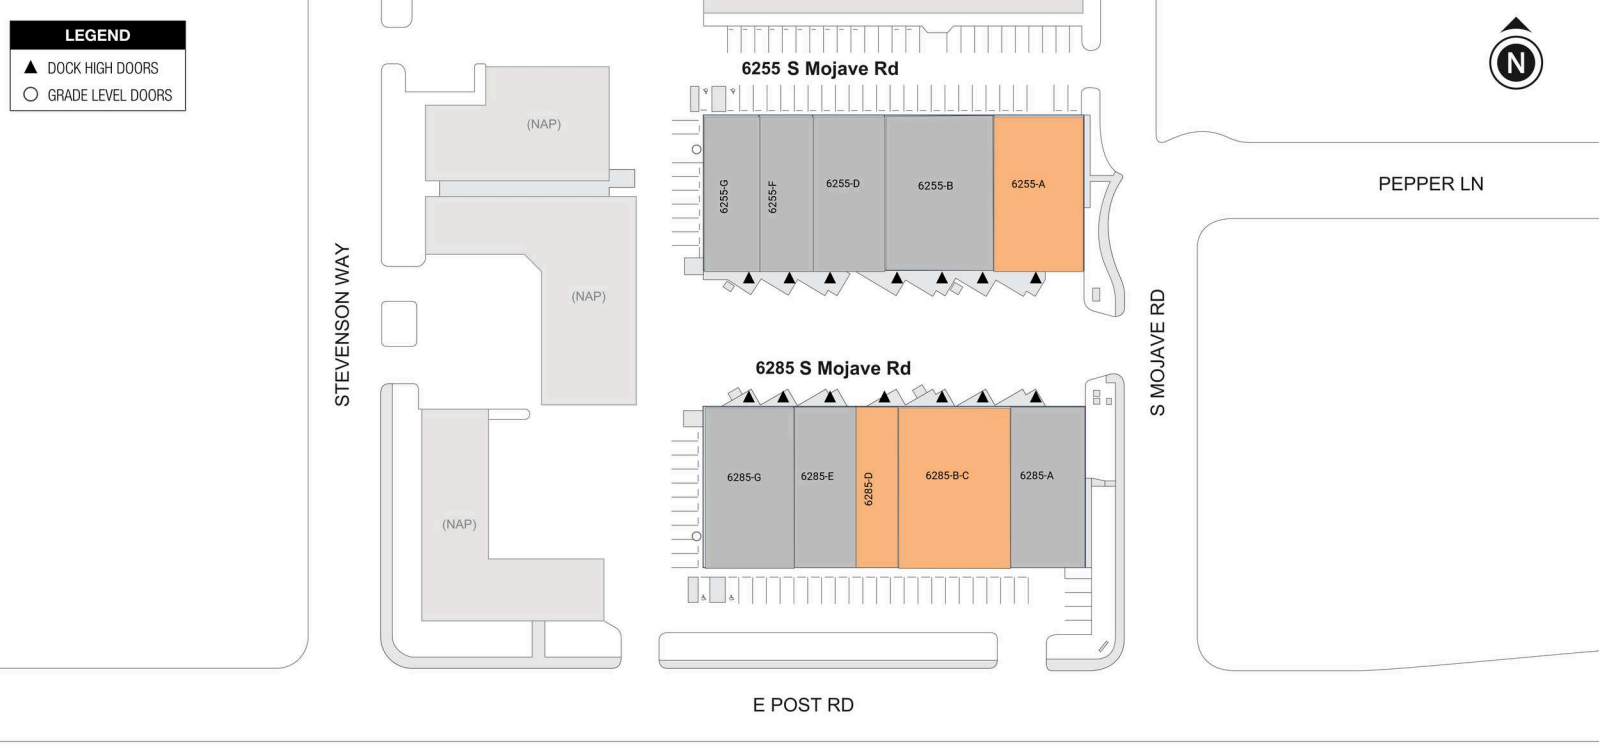 LEGEND
DOCK HIGH DOORS
GRADE LEVEL DOORS
N
6255 S Mojave Rd
(NAP)
6255-G
6255-F
6255-D
6255-B
6255-A
PEPPER LN
(NAP)
STEVENSON WAY
S MOJAVE RD
6285 S Mojave Rd
6285-G
6285-E
6285-D
6285-B-C
6285-A
(NAP)
E POST RD